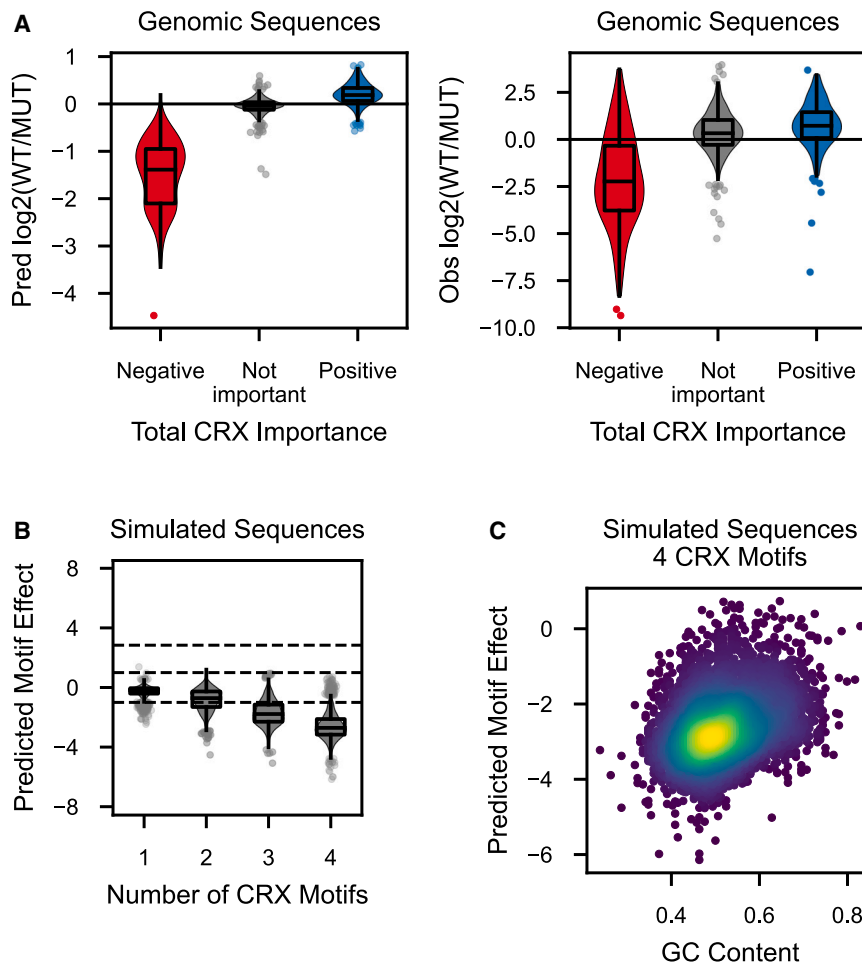 A
Genomic Sequences
Pred log2(WT/MUT)
1
0
−1
−2
−3
−4
Negative
Not important
Positive
Total CRX Importance
Genomic Sequences
Obs log2(WT/MUT)
2.5
0.0
−2.5
−5.0
−7.5
−10.0
Negative
Not important
Positive
Total CRX Importance
B
Simulated Sequences
Predicted Motif Effect
8
4
0
−4
−8
1
2
3
4
Number of CRX Motifs
C
Simulated Sequences
4 CRX Motifs
Predicted Motif Effect
0
−2
−4
−6
0.4
0.6
0.8
GC Content